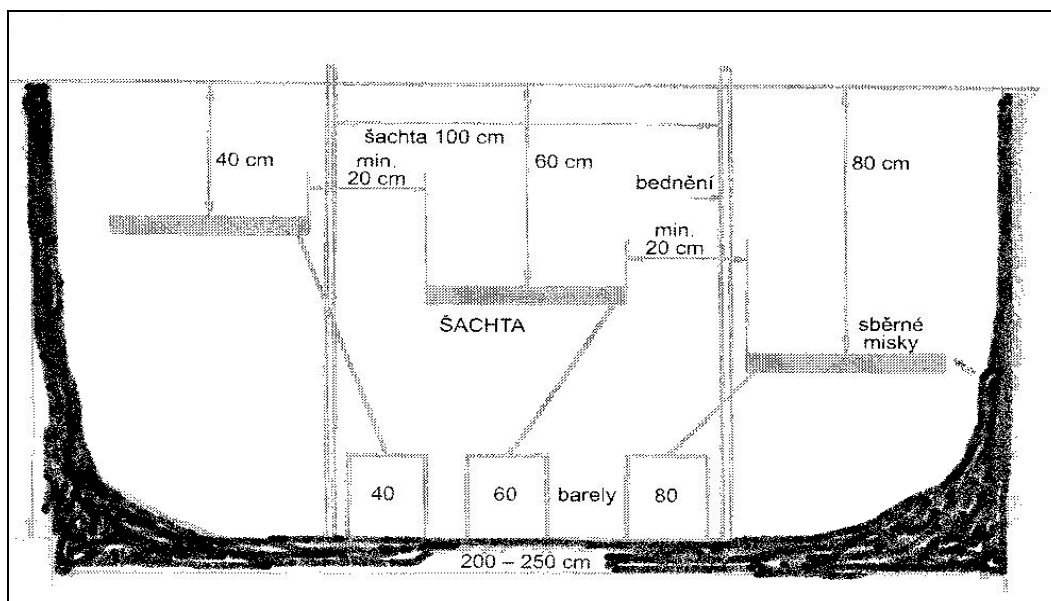 šachta 100 cm
40 cm
min.
20 cm
60 cm
80 cm
bednění
min.
20 cm
ŠACHTA
sběrné
misky
40
60
barely
80
200 – 250 cm